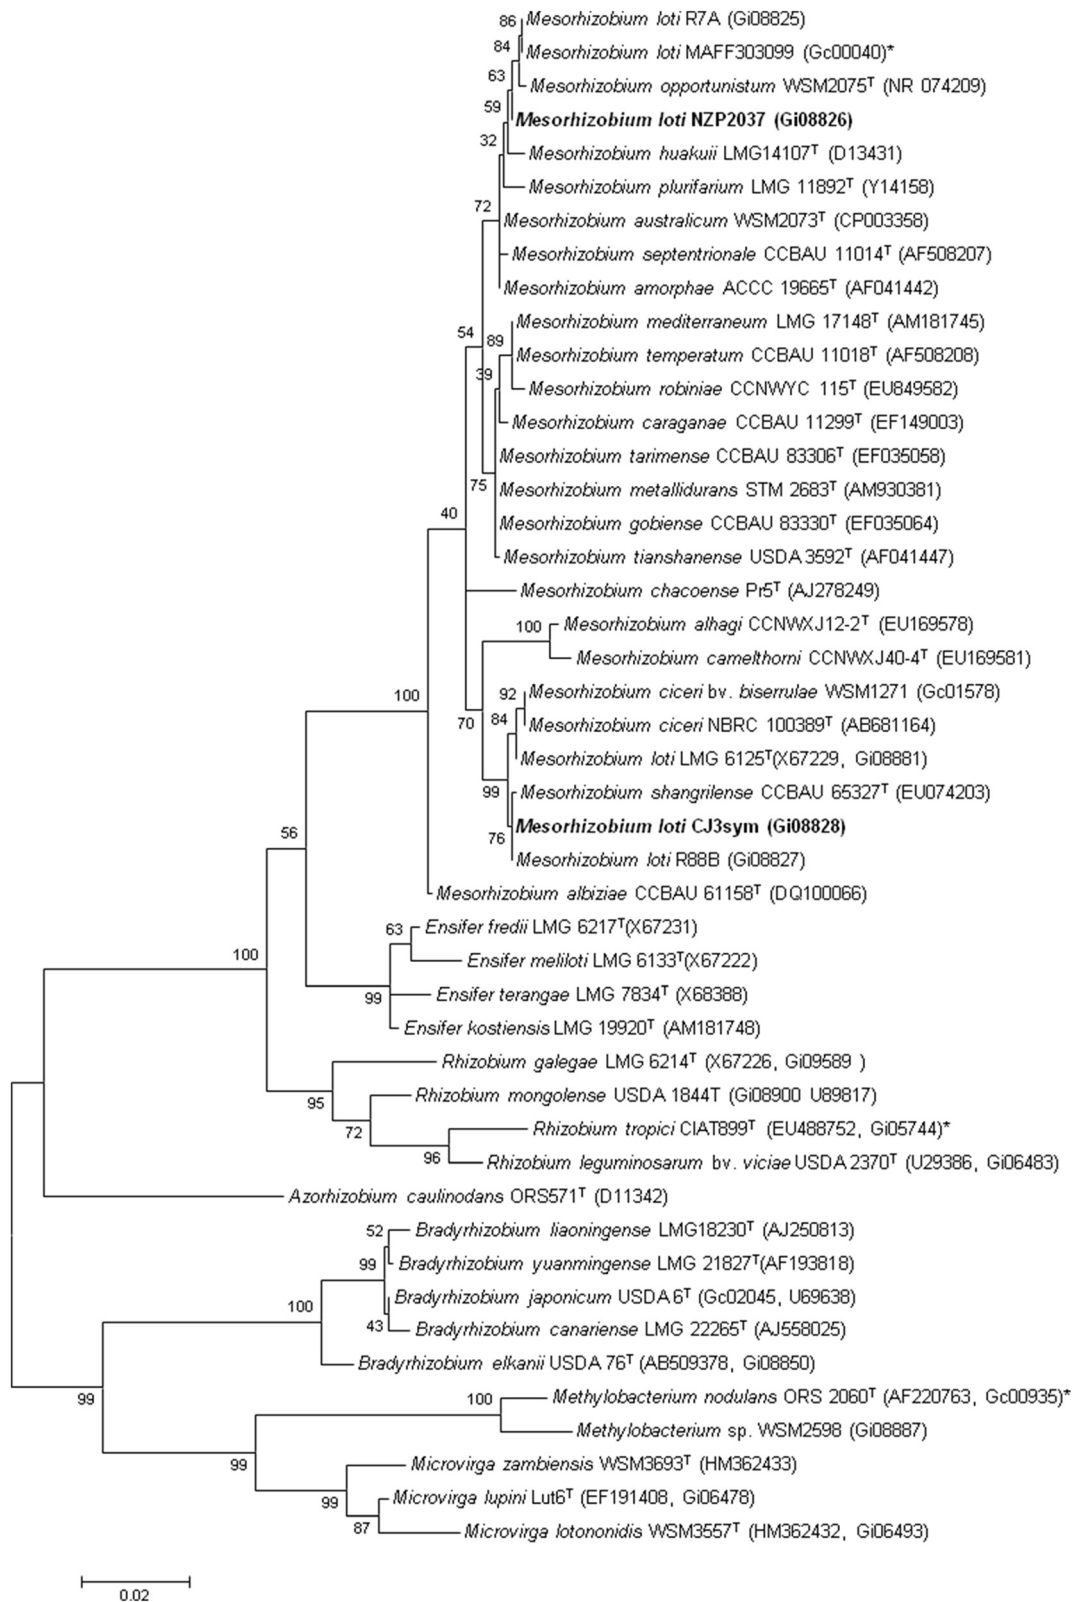 86 Mesorhizobium loti R7A (Gi08825)
84 Mesorhizobium loti MAFF303099 (Gc00040)*
63 Mesorhizobium opportunistum WSM2075ᵀ (NR 074209)
59 Mesorhizobium loti NZP2037 (Gi08826)
32 Mesorhizobium huakuii LMG14107ᵀ (D13431)
Mesorhizobium plurifarium LMG 11892ᵀ (Y14158)
72 Mesorhizobium australicum WSM2073ᵀ (CP003358)
Mesorhizobium septentrionale CCBAU 11014ᵀ (AF508207)
Mesorhizobium amorphae ACCC 19665ᵀ (AF041442)
Mesorhizobium mediterraneum LMG 17148ᵀ (AM181745)
54 89 Mesorhizobium temperatum CCBAU 11018ᵀ (AF508208)
39 Mesorhizobium robiniae CCNWYC 115ᵀ (EU849582)
Mesorhizobium caraganae CCBAU 11299ᵀ (EF149003)
Mesorhizobium tarimense CCBAU 83306ᵀ (EF035058)
75 Mesorhizobium metallidurans STM 2683ᵀ (AM930381)
40 Mesorhizobium gobiense CCBAU 83330ᵀ (EF035064)
Mesorhizobium tianshanense USDA 3592ᵀ (AF041447)
Mesorhizobium chacoense Pr5ᵀ (AJ278249)
100 Mesorhizobium alhagi CCNWXJ12-2ᵀ (EU169578)
Mesorhizobium camelthorni CCNWXJ40-4ᵀ (EU169581)
100 92 Mesorhizobium ciceri bv. biserrulae WSM1271 (Gc01578)
70 84 Mesorhizobium ciceri NBRC 100389ᵀ (AB681164)
Mesorhizobium loti LMG 6125ᵀ(X67229, Gi08881)
99 Mesorhizobium shangrilense CCBAU 65327ᵀ (EU074203)
56 76 Mesorhizobium loti CJ3sym (Gi08828)
Mesorhizobium loti R88B (Gi08827)
Mesorhizobium albiziae CCBAU 61158ᵀ (DQ100066)
63 Ensifer fredii LMG 6217ᵀ(X67231)
100 Ensifer meliloti LMG 6133ᵀ(X67222)
99 Ensifer terangae LMG 7834ᵀ (X68388)
Ensifer kostiensis LMG 19920ᵀ (AM181748)
Rhizobium galegae LMG 6214ᵀ (X67226, Gi09589 )
95 Rhizobium mongolense USDA 1844T (Gi08900 U89817)
72 Rhizobium tropici CIAT899ᵀ (EU488752, Gi05744)*
96 Rhizobium leguminosarum bv. viciae USDA 2370ᵀ (U29386, Gi06483)
Azorhizobium caulinodans ORS571ᵀ (D11342)
52 Bradyrhizobium liaoningense LMG18230ᵀ (AJ250813)
99 Bradyrhizobium yuanmingense LMG 21827ᵀ(AF193818)
100 Bradyrhizobium japonicum USDA 6ᵀ (Gc02045, U69638)
43 Bradyrhizobium canariense LMG 22265ᵀ (AJ558025)
Bradyrhizobium elkanii USDA 76ᵀ (AB509378, Gi08850)
99 100 Methylobacterium nodulans ORS 2060ᵀ (AF220763, Gc00935)*
Methylobacterium sp. WSM2598 (Gi08887)
99 Microvirga zambiensis WSM3693ᵀ (HM362433)
99 Microvirga lupini Lut6ᵀ (EF191408, Gi06478)
87 Microvirga lotononidis WSM3557ᵀ (HM362432, Gi06493)
0.02